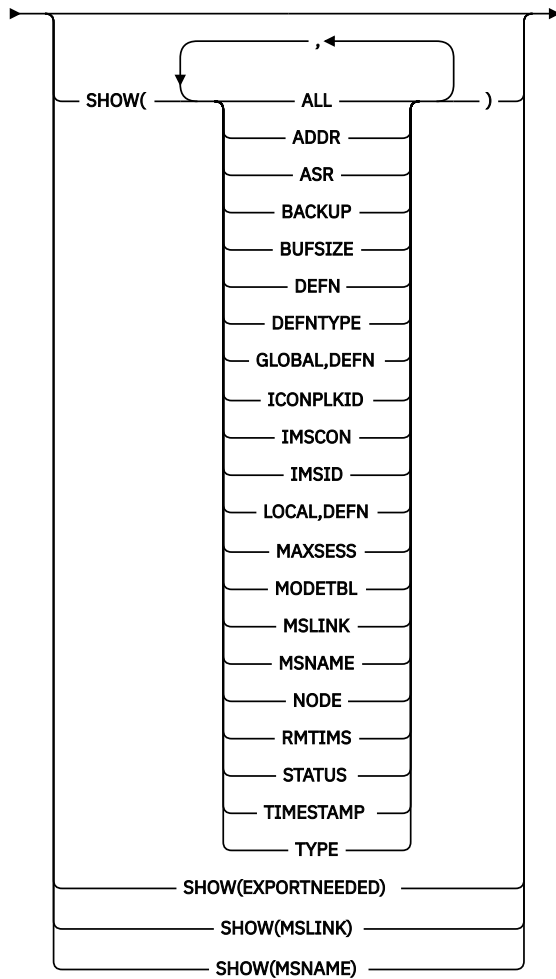 ,
SHOW( ALL )
ADDR
ASR
BACKUP
BUFSIZE
DEFN
DEFNTYPE
GLOBAL,DEFN
ICONPLKID
IMSCON
IMSID
LOCAL,DEFN
MAXSESS
MODETBL
MSLINK
MSNAME
NODE
RMTIMS
STATUS
TIMESTAMP
TYPE
SHOW(EXPORTNEEDED)
SHOW(MSLINK)
SHOW(MSNAME)